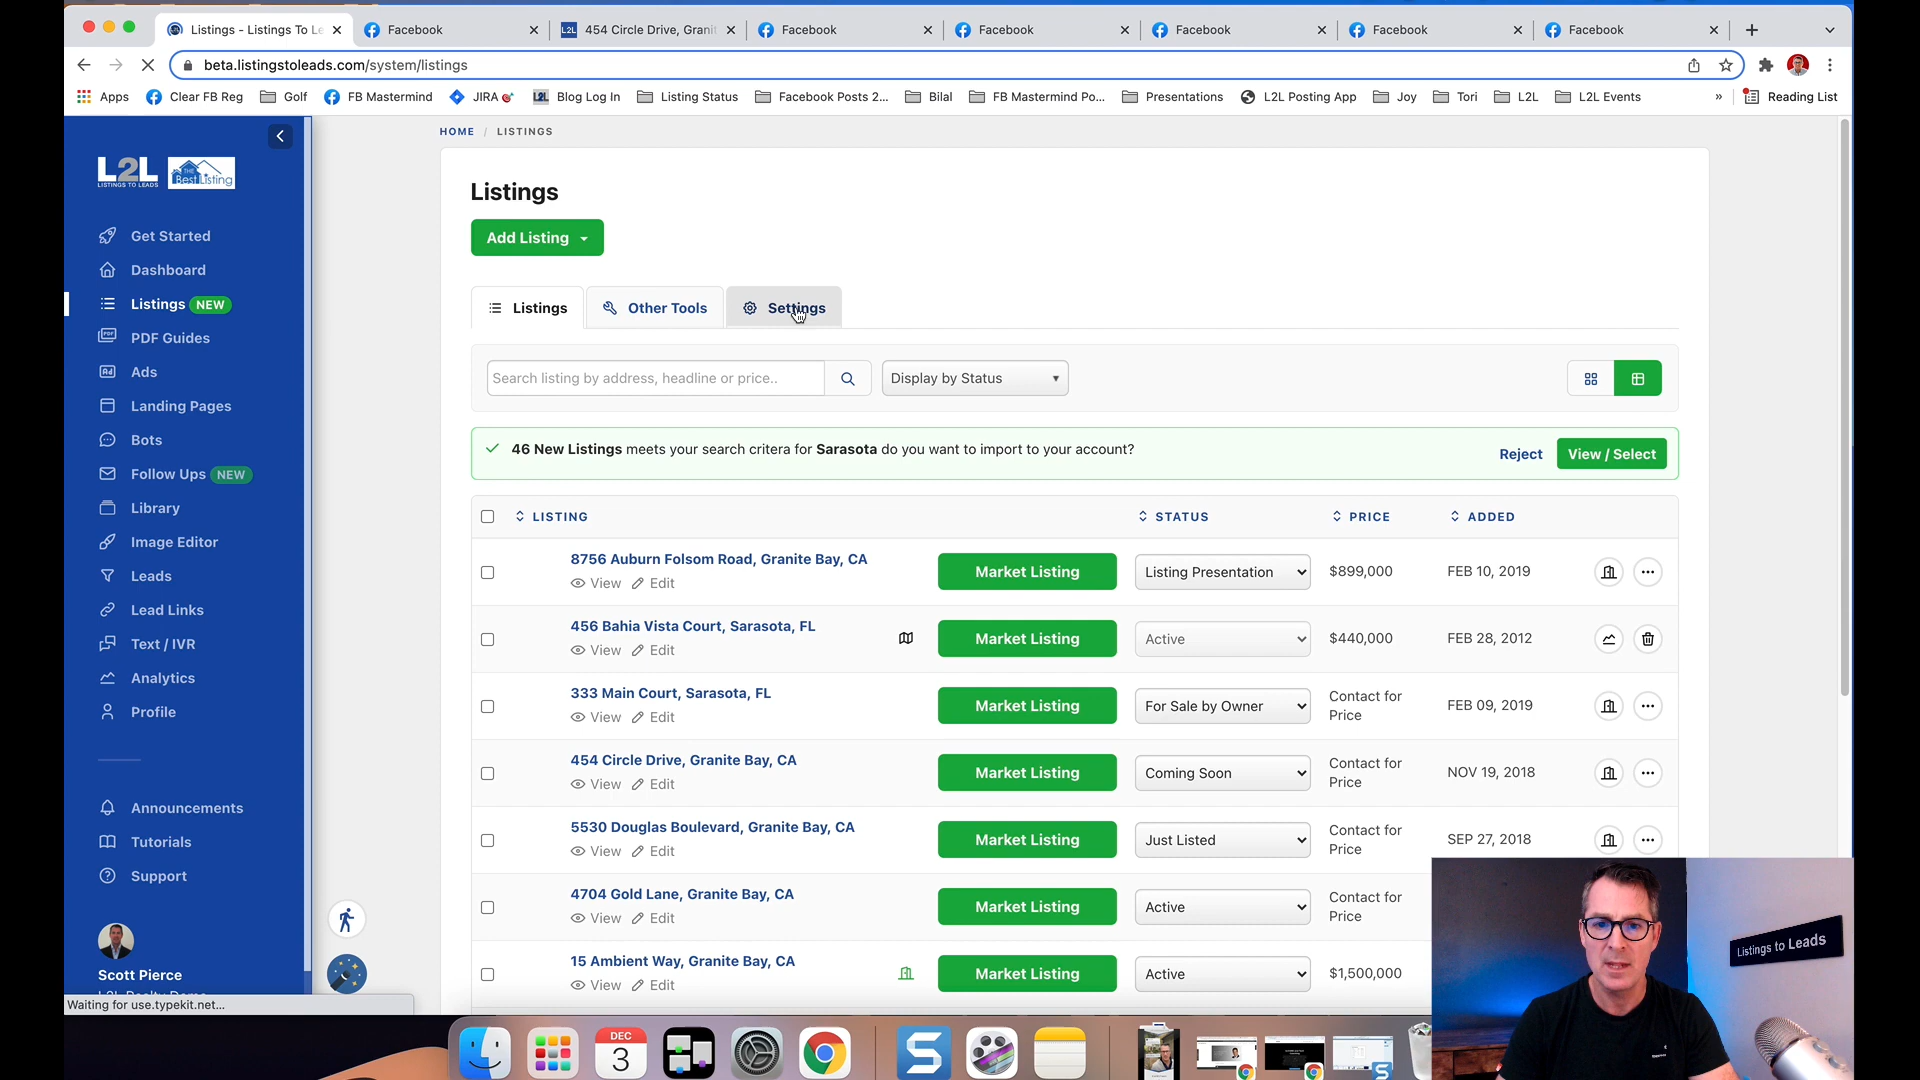 Listings - Listings To Le
Facebook
L2L 454 Circle Drive, Grani
Facebook
Facebook
Facebook
Facebook
Facebook
beta.listingstoleads.com/system/listings
Apps
Clear FB Reg
Golf
FB Mastermind
JIRA
L2L Blog Log In
Listing Status
Facebook Posts 2...
Bilal
FB Mastermind Po...
Presentations
L2L Posting App
Joy
Tori
L2L
L2L Events
»
Reading List
L2L
LISTINGS TO LEADS
THE
Best Listing
Get Started
Dashboard
Listings NEW
PDF Guides
Ads
Landing Pages
Bots
Follow Ups NEW
Library
Image Editor
Leads
Lead Links
Text / IVR
Analytics
Profile
Announcements
Tutorials
Support
Scott Pierce
L2L Realty Demo
Waiting for use.typekit.net...
HOME / LISTINGS
Listings
Add Listing
Listings
Other Tools
Settings
Search listing by address, headline or price..
Display by Status
46 New Listings meets your search critera for Sarasota do you want to import to your account?
Reject
View / Select
LISTING STATUS PRICE ADDED
8756 Auburn Folsom Road, Granite Bay, CA
View Edit
Market Listing
Listing Presentation
$899,000
FEB 10, 2019
456 Bahia Vista Court, Sarasota, FL
View Edit
Market Listing
Active
$440,000
FEB 28, 2012
333 Main Court, Sarasota, FL
View Edit
Market Listing
For Sale by Owner
Contact for
Price
FEB 09, 2019
454 Circle Drive, Granite Bay, CA
View Edit
Market Listing
Coming Soon
Contact for
Price
NOV 19, 2018
5530 Douglas Boulevard, Granite Bay, CA
View Edit
Market Listing
Just Listed
Contact for
Price
SEP 27, 2018
4704 Gold Lane, Granite Bay, CA
View Edit
Market Listing
Active
Contact for
Price
15 Ambient Way, Granite Bay, CA
View Edit
Market Listing
Active
$1,500,000
Listings to Leads
DEC
3
S